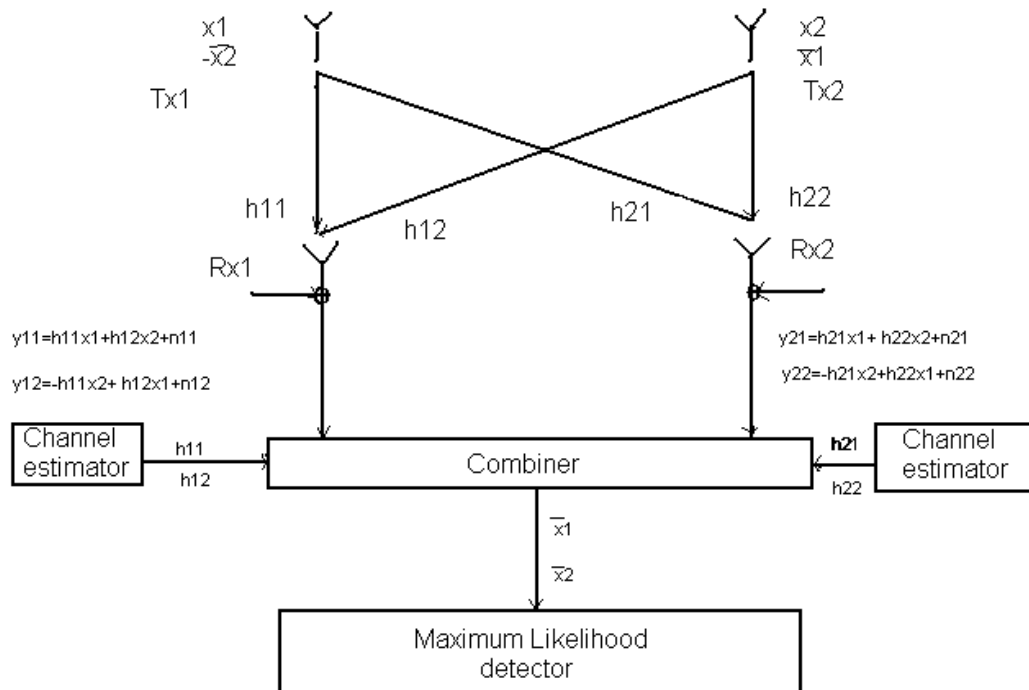 x1
-x̅2
Tx1
x2
x̅1
Tx2
h11
h12
h21
h22
Rx1
Rx2
y11=h11x1+h12x2+n11
y12=-h11x2+ h12x1+n12
y21=h21x1+ h22x2+n21
y22=-h21x2+h22x1+n22
Channel
estimator
h11
h12
Combiner
h21
h22
Channel
estimator
x̅1
x̅2
Maximum Likelihood
detector